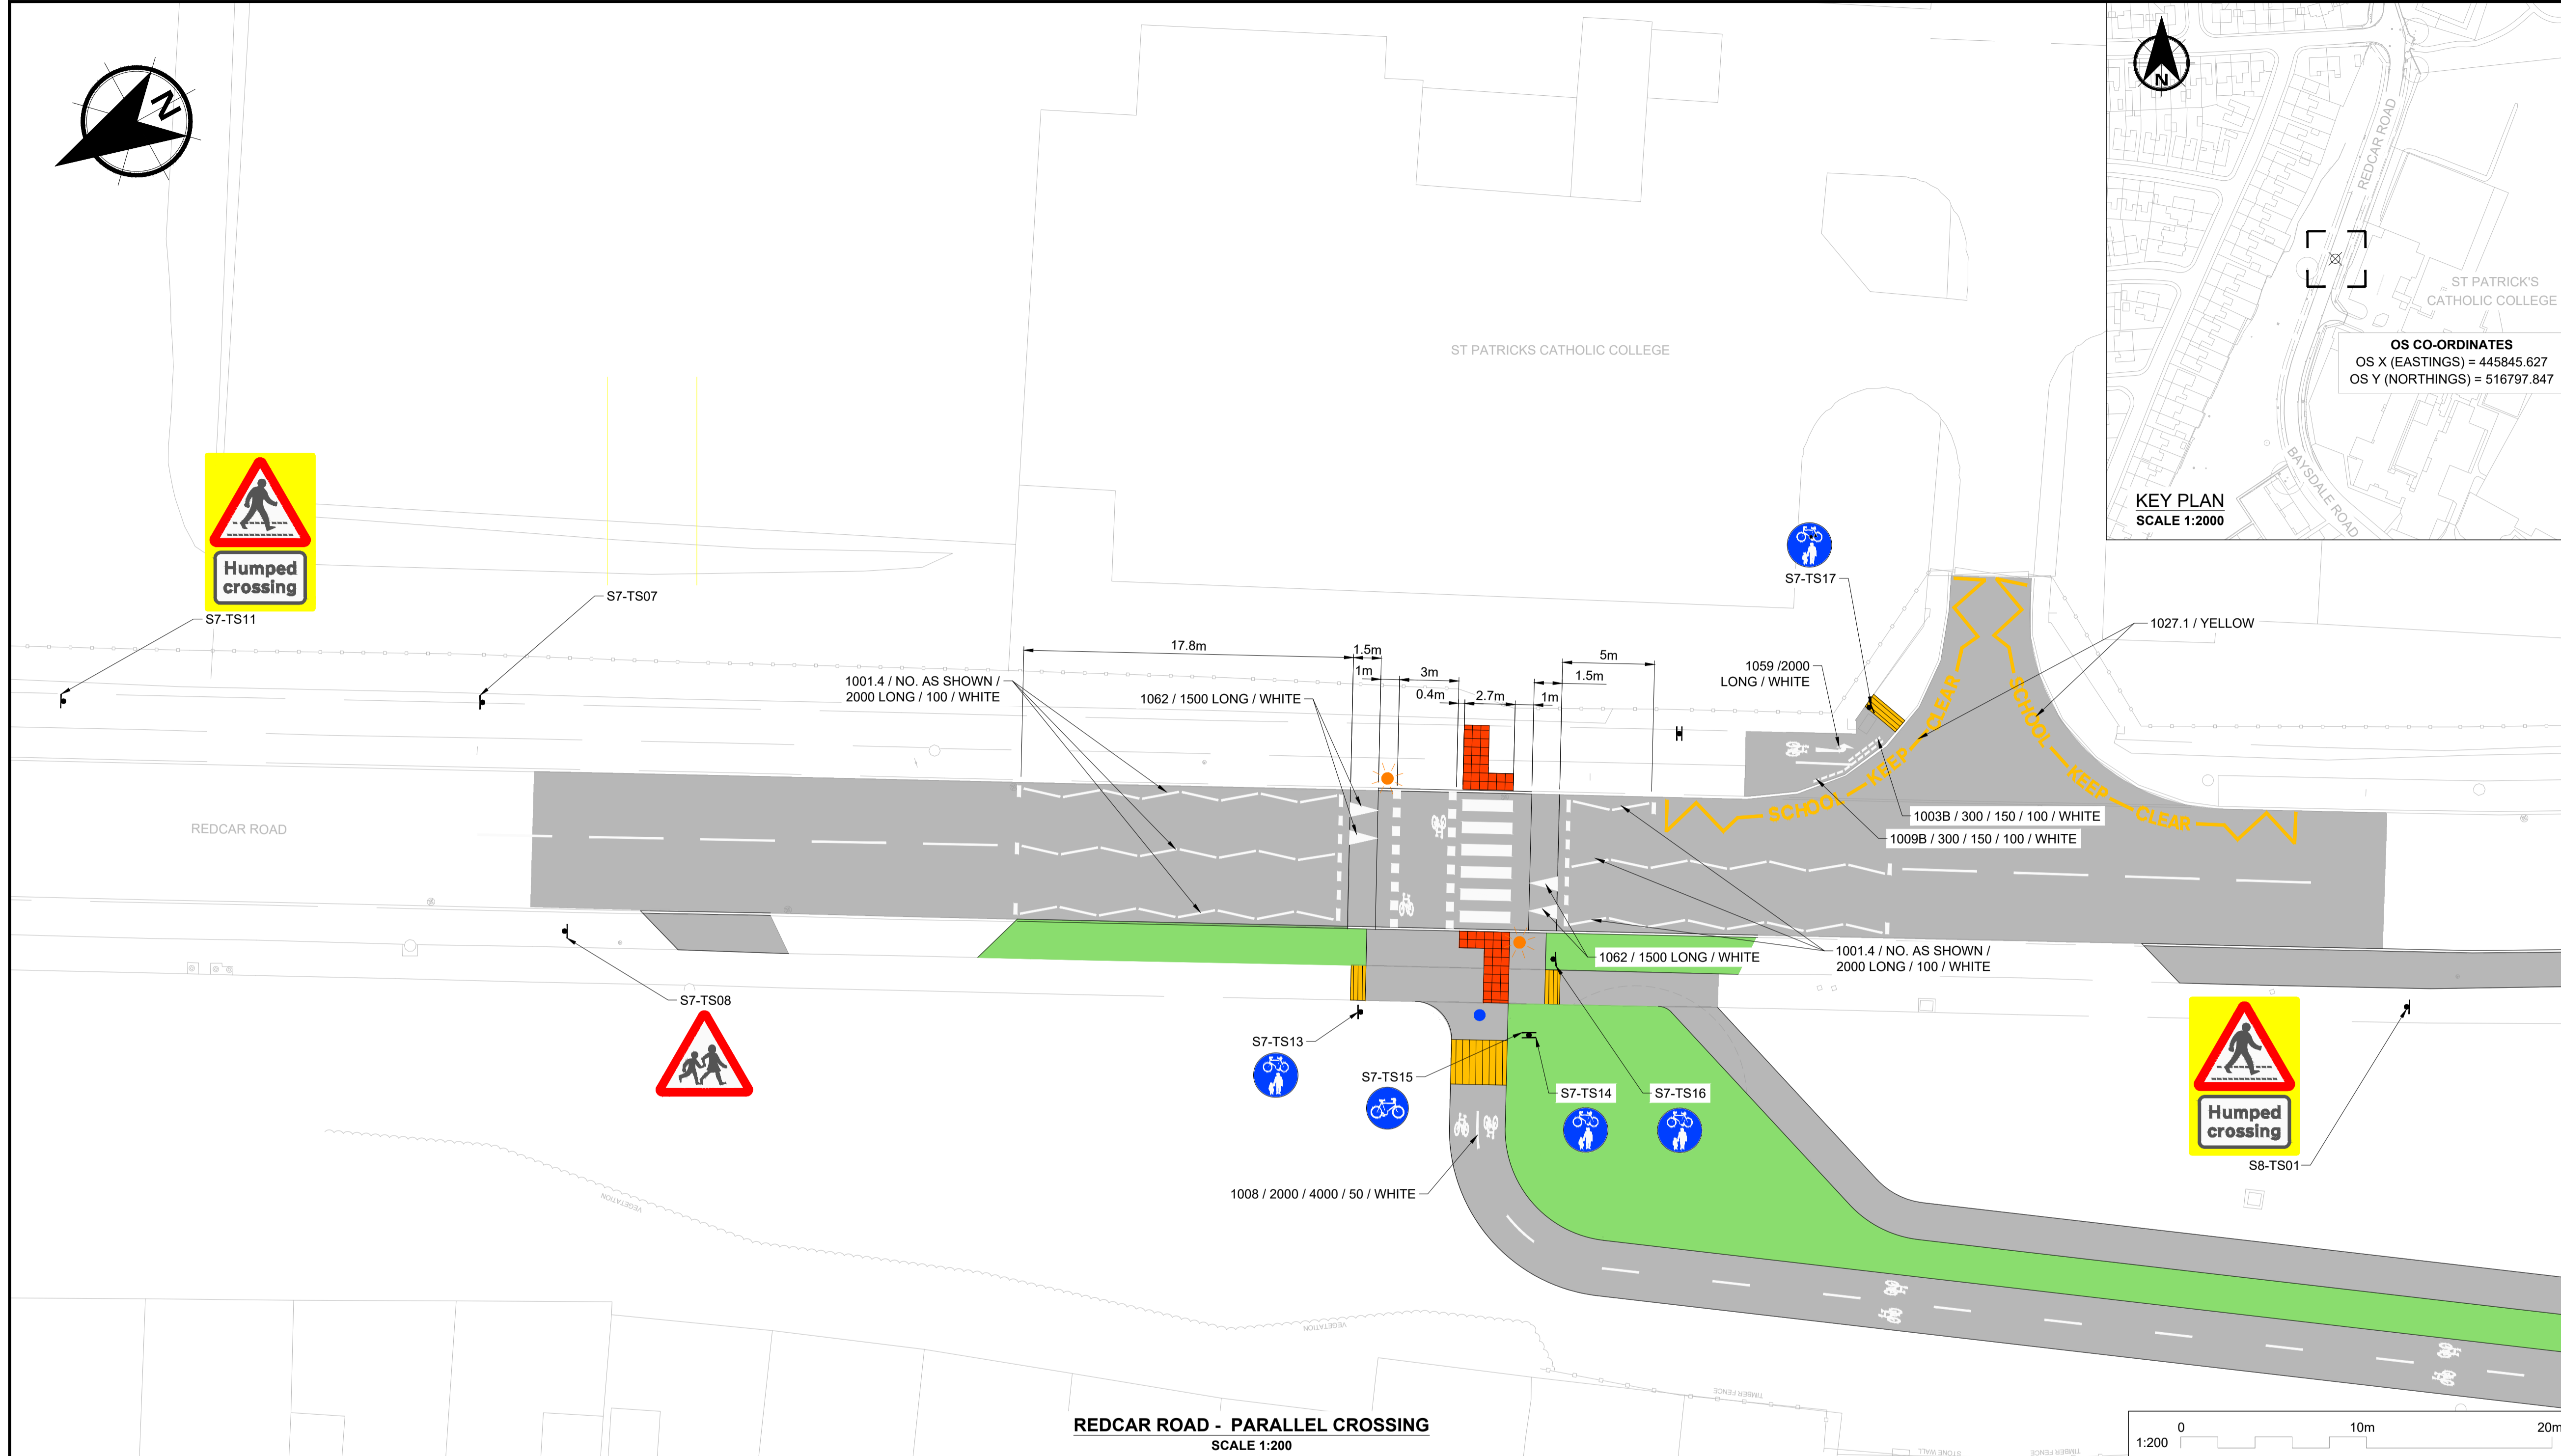 N
N
REDCAR ROAD
ST PATRICK'S
CATHOLIC COLLEGE
OS CO-ORDINATES
OS X (EASTINGS) = 445845.627
OS Y (NORTHINGS) = 516797.847
BAYSDALE ROAD
KEY PLAN
SCALE 1:2000
ST PATRICKS CATHOLIC COLLEGE
Humped
crossing
S7-TS11
S7-TS07
S7-TS17
1027.1 / YELLOW
17.8m
1.5m
1m
3m
0.4m
2.7m
1m
5m
1.5m
1001.4 / NO. AS SHOWN /
2000 LONG / 100 / WHITE
1062 / 1500 LONG / WHITE
1059 /2000
LONG / WHITE
SCHOOL KEEP CLEAR
SCHOOL KEEP CLEAR
1003B / 300 / 150 / 100 / WHITE
1009B / 300 / 150 / 100 / WHITE
REDCAR ROAD
1062 / 1500 LONG / WHITE
1001.4 / NO. AS SHOWN /
2000 LONG / 100 / WHITE
S7-TS08
S7-TS13
S7-TS15
S7-TS14
S7-TS16
Humped
crossing
S8-TS01
1008 / 2000 / 4000 / 50 / WHITE
VEGETATION
VEGETATION
TIMBER FENCE
STONE WALL
TIMBER FENCE
REDCAR ROAD - PARALLEL CROSSING
SCALE 1:200
0
10m
20m
1:200